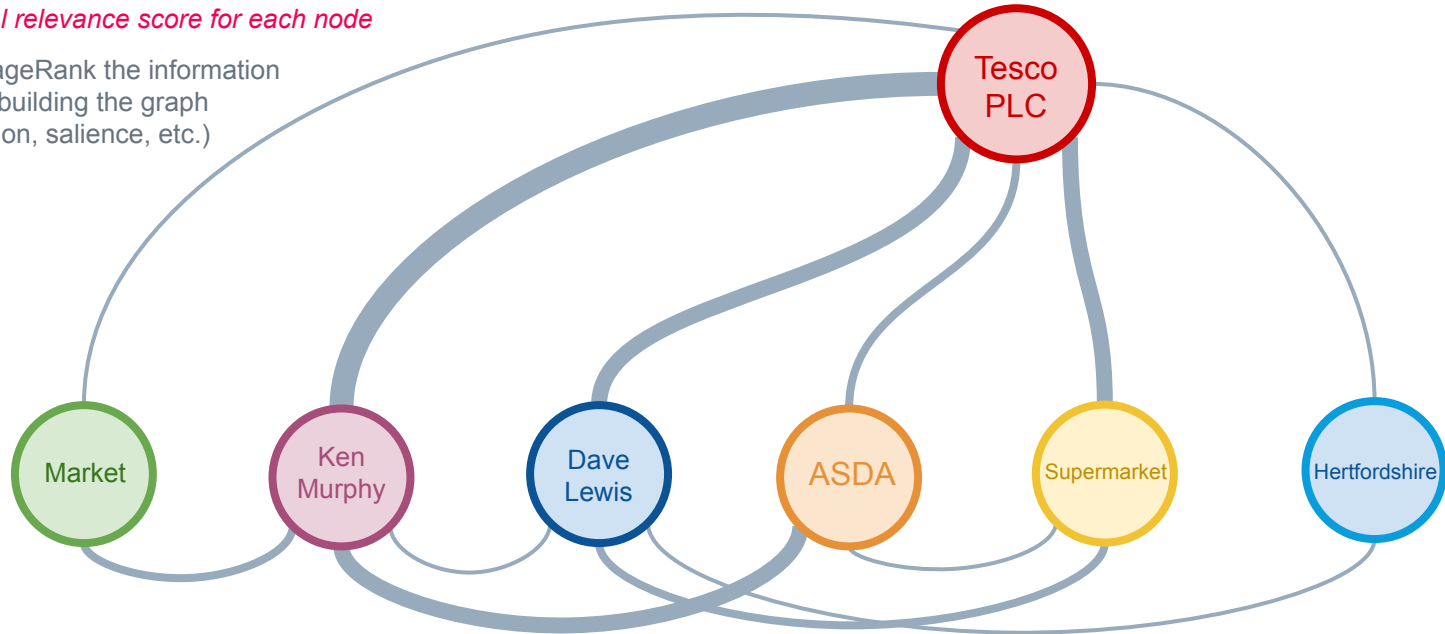 l relevance score for each node
ageRank the information
building the graph
on, salience, etc.)
Tesco
PLC
Market
Ken
Murphy
Dave
Lewis
ASDA
Supermarket
Hertfordshire